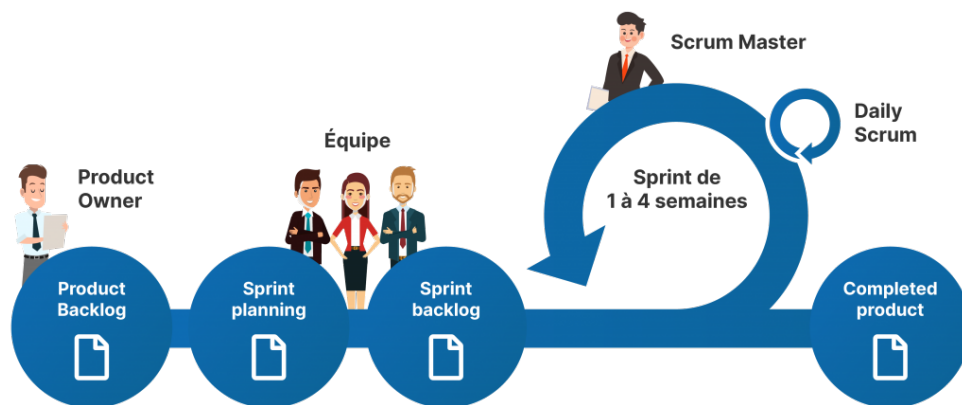 Scrum Master
Daily
Scrum
Équipe
Product
Owner
Sprint de
1 à 4 semaines
Product
Backlog
Sprint
planning
Sprint
backlog
Completed
product